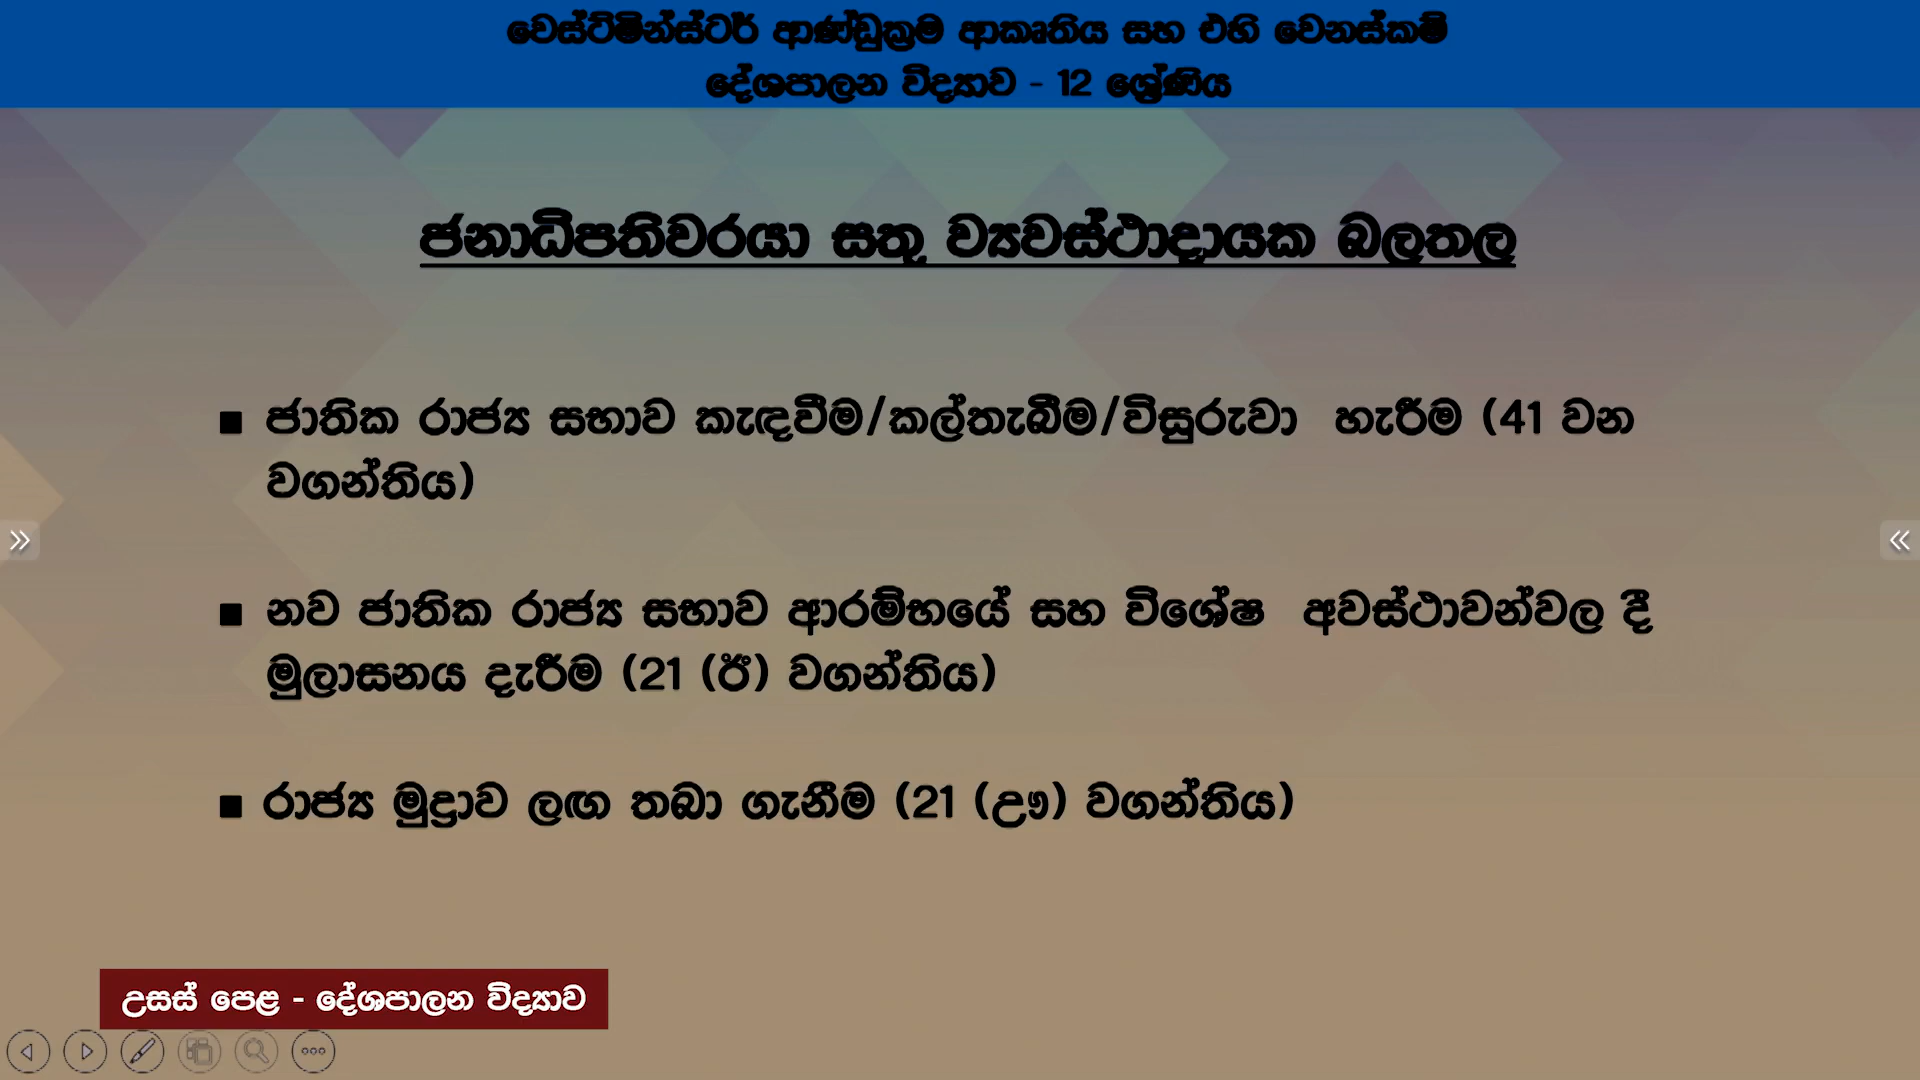 වෙස්ට්මින්ස්ටර් ආණ්ඩුක්‍රම ආකෘතිය සහ එහි වෙනස්කම්
දේශපාලන විද්‍යාව - 12 ශ්‍රේණිය
ජනාධිපතිවරයා සතු ව්‍යවස්ථාදායක බලතල
■ ජාතික රාජ්‍ය සභාව කැඳවීම/කල්තැබීම/විසුරුවා හැරීම (41 වන
වගන්තිය)
■ නව ජාතික රාජ්‍ය සභාව ආරම්භයේ සහ විශේෂ අවස්ථාවන්වල දී
මුලාසනය දැරීම (21 (ඊ) වගන්තිය)
■ රාජ්‍ය මුද්‍රාව ලඟ තබා ගැනීම (21 (ඌ) වගන්තිය)
උසස් පෙළ - දේශපාලන විද්‍යාව